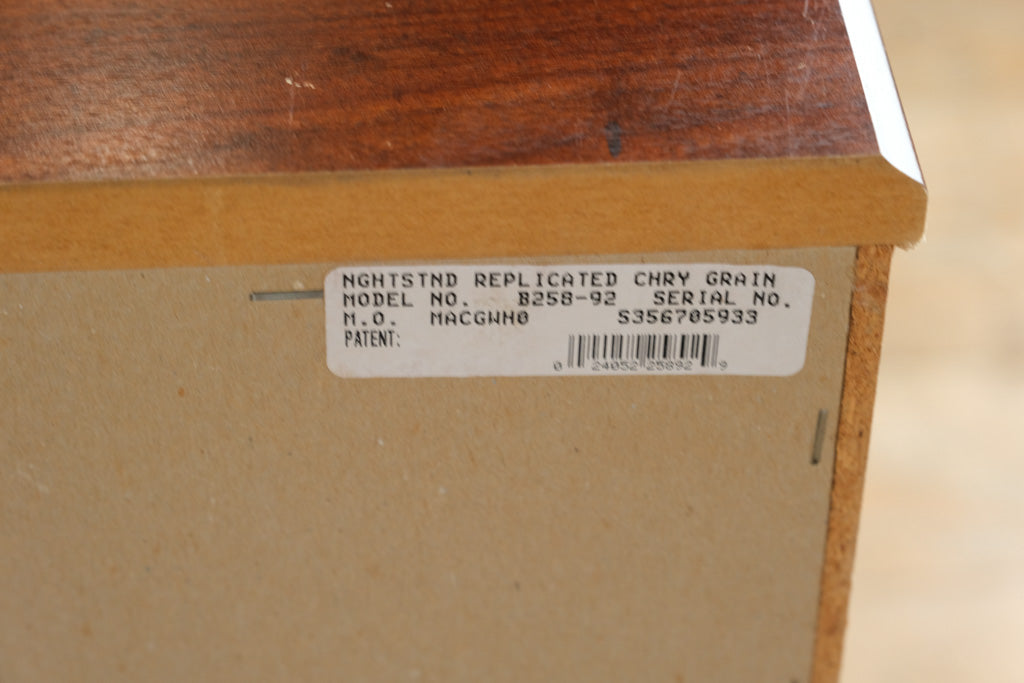 NGHTSTND REPLICATED CHRY GRAIN
MODEL NO. B258-92 SERIAL NO.
M.O. MACGWH0 S356705933
PATENT:
0 24052 25892 9